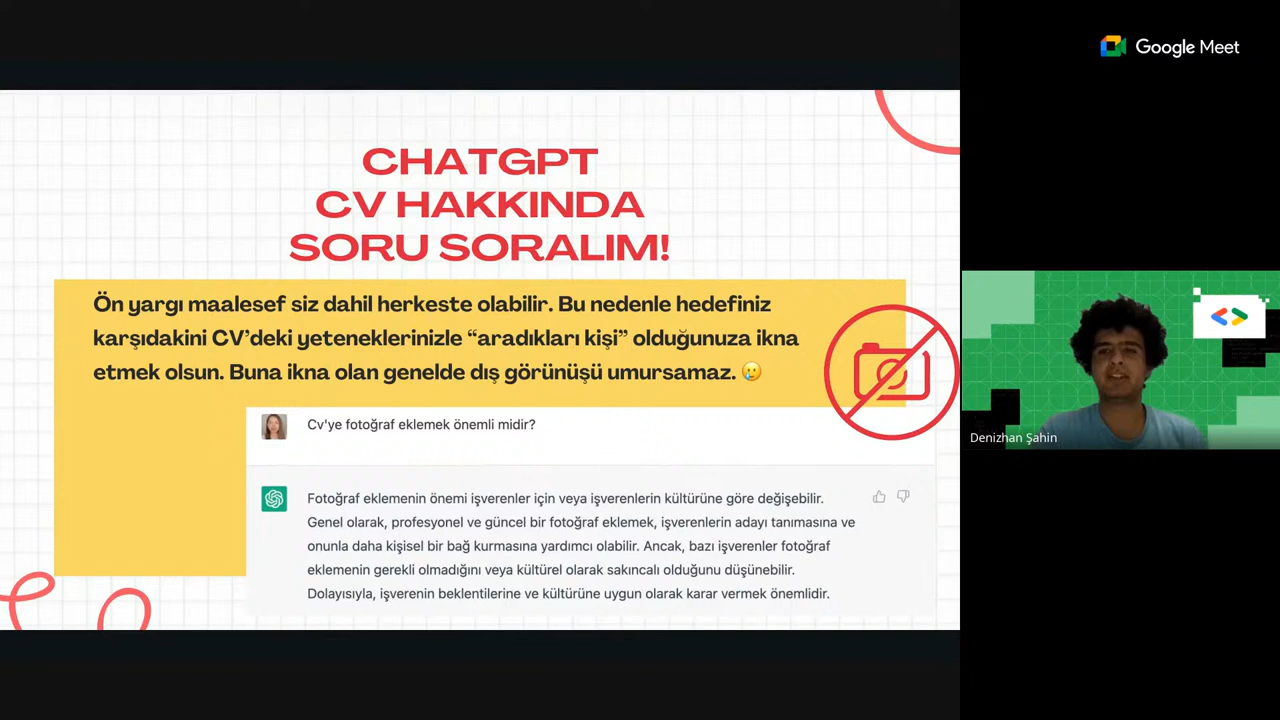 Google Meet
CHATGPT
CV HAKKINDA
SORU SORALIM!
Ön yargı maalesef siz dahil herkeste olabilir. Bu nedenle hedefiniz
karşıdakini CV'deki yeteneklerinizle “aradıkları kişi” olduğunuza ikna
etmek olsun. Buna ikna olan genelde dış görünüşü umursamaz. 🥲
Cv'ye fotoğraf eklemek önemli midir?
Fotoğraf eklemenin önemi işverenler için veya işverenlerin kültürüne göre değişebilir.
Genel olarak, profesyonel ve güncel bir fotoğraf eklemek, işverenlerin adayı tanımasına ve
onunla daha kişisel bir bağ kurmasına yardımcı olabilir. Ancak, bazı işverenler fotoğraf
eklemenin gerekli olmadığını veya kültürel olarak sakıncalı olduğunu düşünebilir.
Dolayısıyla, işverenin beklentilerine ve kültürüne uygun olarak karar vermek önemlidir.
Denizhan Şahin